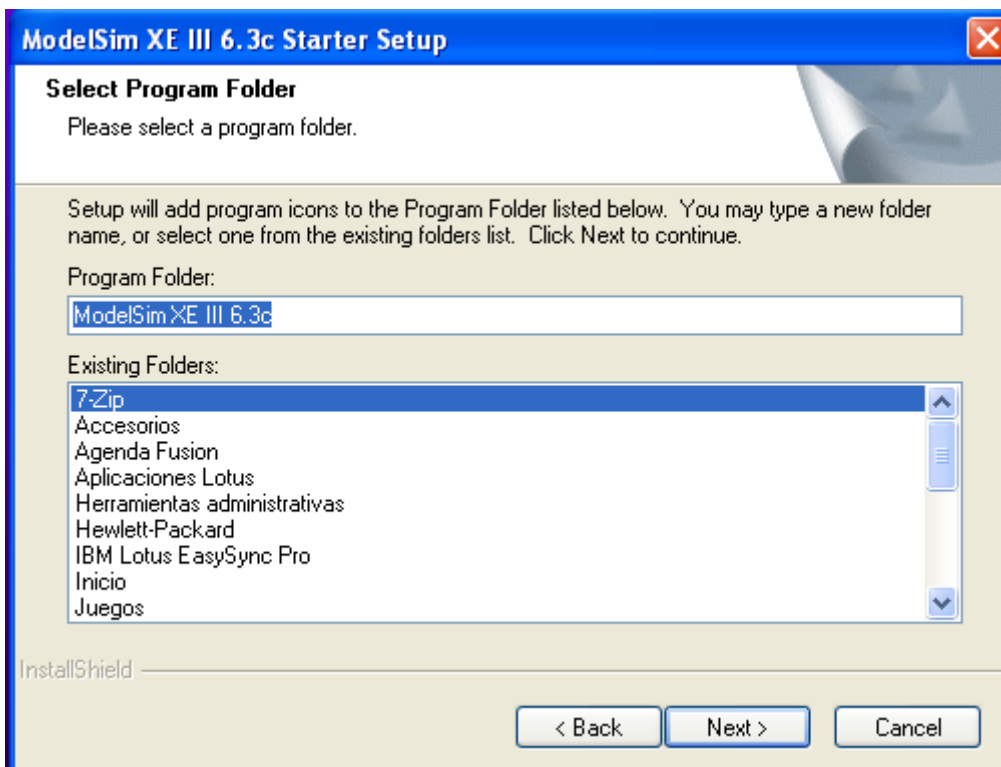 ModelSim XE III 6.3c Starter Setup
Select Program Folder
Please select a program folder.
Setup will add program icons to the Program Folder listed below.  You may type a new folder
name, or select one from the existing folders list.  Click Next to continue.
Program Folder:
ModelSim XE III 6.3c
Existing Folders:
7-Zip
Accesorios
Agenda Fusion
Aplicaciones Lotus
Herramientas administrativas
Hewlett-Packard
IBM Lotus EasySync Pro
Inicio
Juegos
InstallShield
< Back Next > Cancel